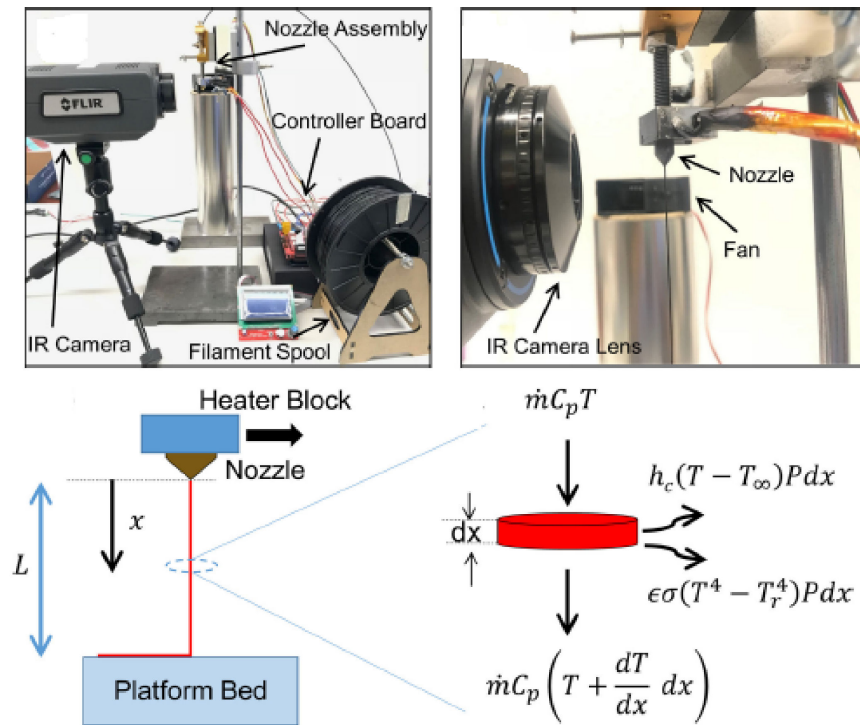 Nozzle Assembly
FLIR
Controller Board
IR Camera
Filament Spool
Nozzle
Fan
IR Camera Lens
Heater Block
Nozzle
x
L
Platform Bed
ṁC_pT
dx
h_c(T − T_∞)Pdx
ϵσ(T^4 − T_r^4)Pdx
ṁC_p(T + dT/dx dx)